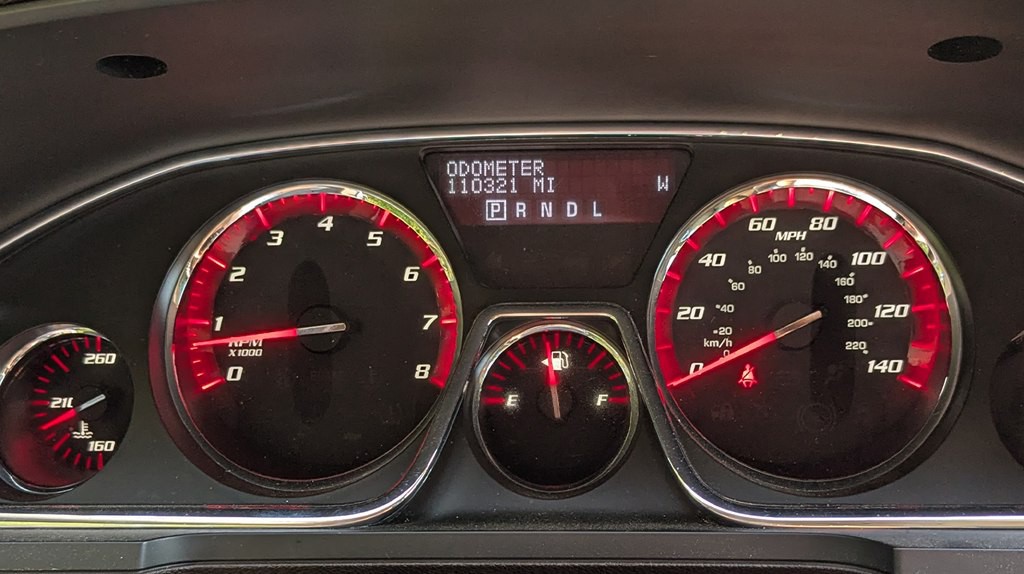 ODOMETER
110321 MI W
P R N D L
0 1 2 3 4 5 6 7 8
RPM
X1000
260
210
160
E F
0 20 40 60 80 100 120 140
MPH
0 20 40 60 80 100 120 140 160 180 200 220
km/h